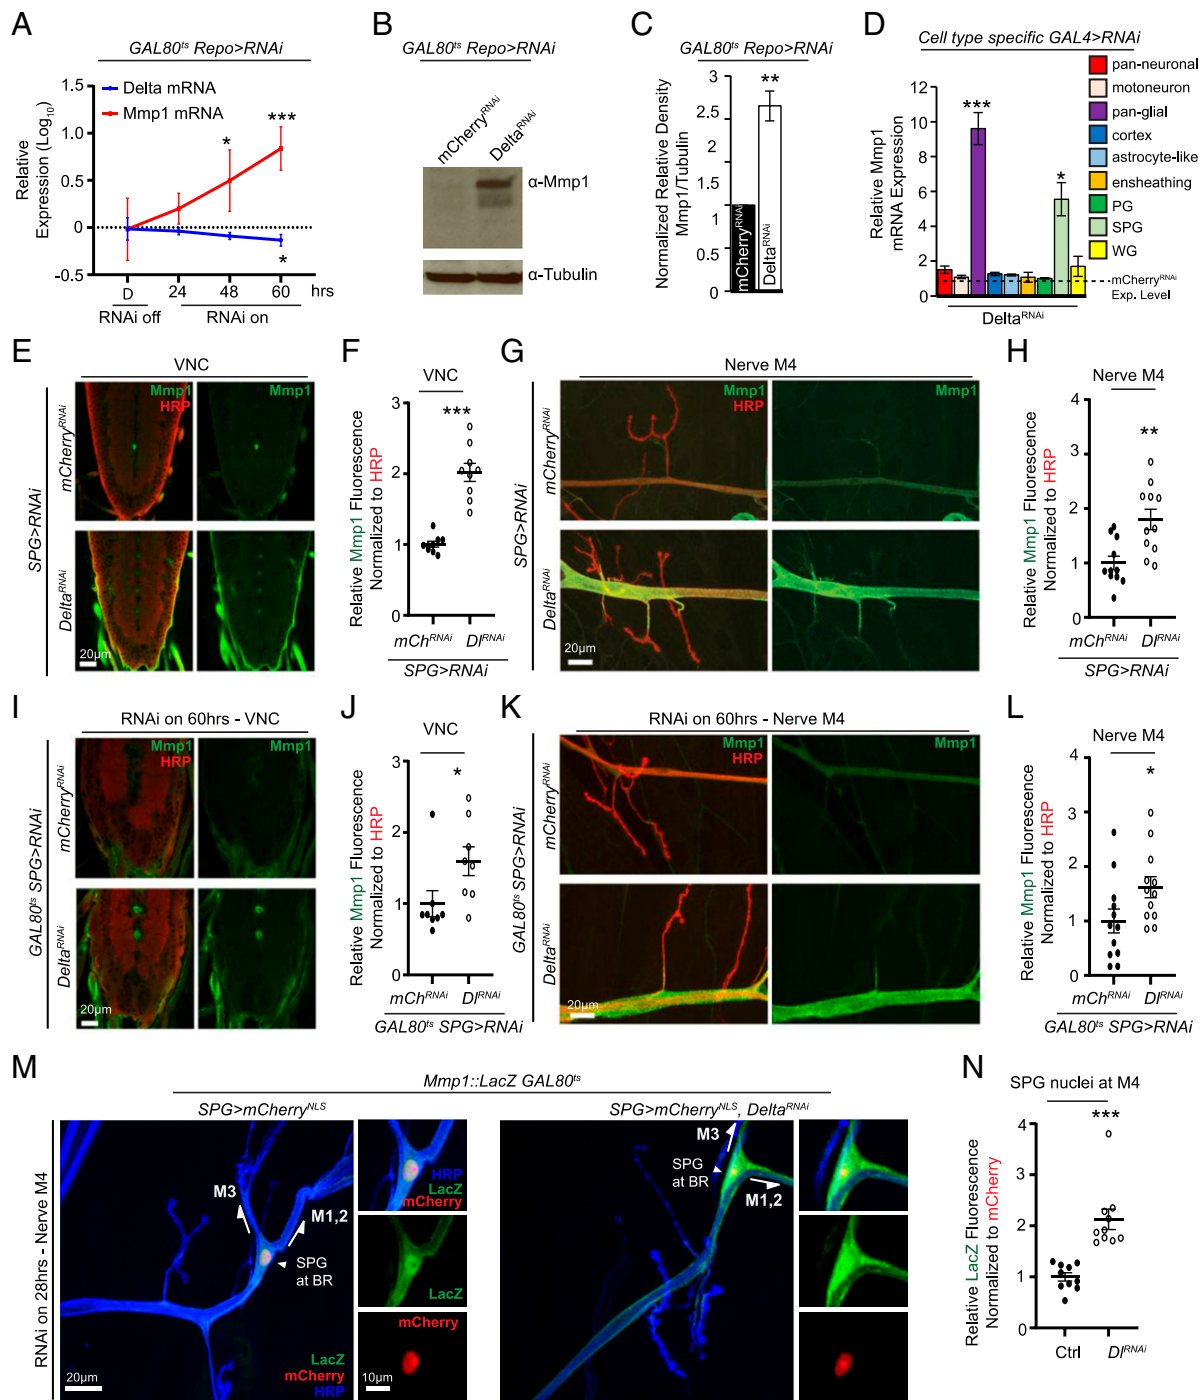 A
GAL80ts Repo>RNAi
Delta mRNA
Mmp1 mRNA
Relative
Expression (Log10)
1.5
1.0
0.5
0.0
-0.5
*
***
*
D
24
48
60
hrs
RNAi off
RNAi on
B
GAL80ts Repo>RNAi
mCherryRNAi
DeltaRNAi
α-Mmp1
α-Tubulin
C
GAL80ts Repo>RNAi
Normalized Relative Density
Mmp1/Tubulin
3
2.5
2
1.5
1
0.5
0
**
mCherryRNAi
DeltaRNAi
D
Cell type specific GAL4>RNAi
Relative Mmp1
mRNA Expression
12
10
8
6
4
2
0
***
*
pan-neuronal
motoneuron
pan-glial
cortex
astrocyte-like
ensheathing
PG
SPG
WG
mCherryRNAi
Exp. Level
DeltaRNAi
E
VNC
SPG>RNAi
mCherryRNAi
DeltaRNAi
Mmp1
HRP
Mmp1
20µm
F
VNC
Relative Mmp1 Fluorescence
Normalized to HRP
3
2
1
0
***
mChRNAi
DlRNAi
SPG>RNAi
G
Nerve M4
SPG>RNAi
mCherryRNAi
DeltaRNAi
Mmp1
HRP
Mmp1
20µm
H
Nerve M4
Relative Mmp1 Fluorescence
Normalized to HRP
4
3
2
1
0
**
mChRNAi
DlRNAi
SPG>RNAi
I
RNAi on 60hrs - VNC
GAL80ts SPG>RNAi
mCherryRNAi
DeltaRNAi
Mmp1
HRP
Mmp1
20µm
J
VNC
Relative Mmp1 Fluorescence
Normalized to HRP
3
2
1
0
*
mChRNAi
DlRNAi
GAL80ts SPG>RNAi
K
RNAi on 60hrs - Nerve M4
GAL80ts SPG>RNAi
mCherryRNAi
DeltaRNAi
Mmp1
HRP
Mmp1
20µm
L
Nerve M4
Relative Mmp1 Fluorescence
Normalized to HRP
4
3
2
1
0
*
mChRNAi
DlRNAi
GAL80ts SPG>RNAi
M
Mmp1::LacZ GAL80ts
SPG>mCherryNLS
SPG>mCherryNLS, DeltaRNAi
RNAi on 28hrs - Nerve M4
M3
M1,2
SPG
at BR
LacZ
mCherry
HRP
20µm
HRP
LacZ
mCherry
LacZ
mCherry
10µm
M3
SPG
at BR
M1,2
N
SPG nuclei at M4
Relative LacZ Fluorescence
Normalized to mCherry
4
3
2
1
0
***
Ctrl
DlRNAi